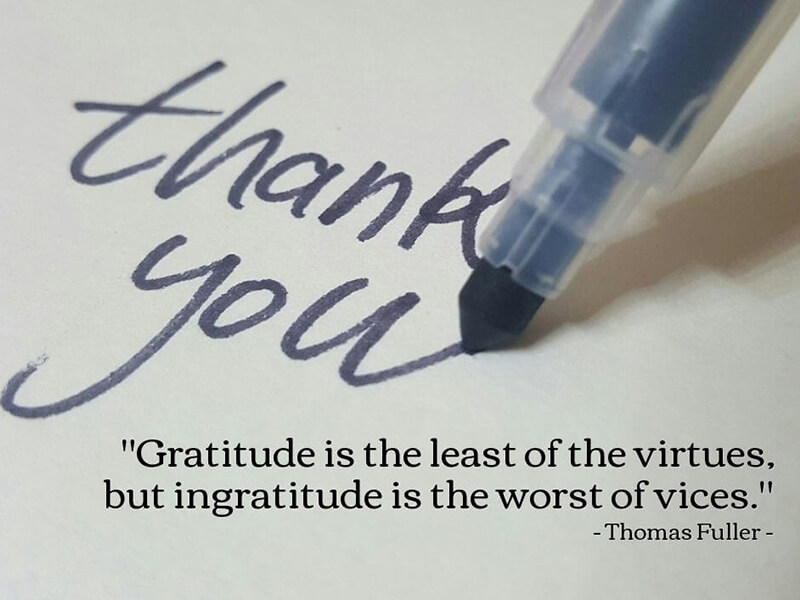 thank
you
"Gratitude is the least of the virtues,
but ingratitude is the worst of vices."
- Thomas Fuller -